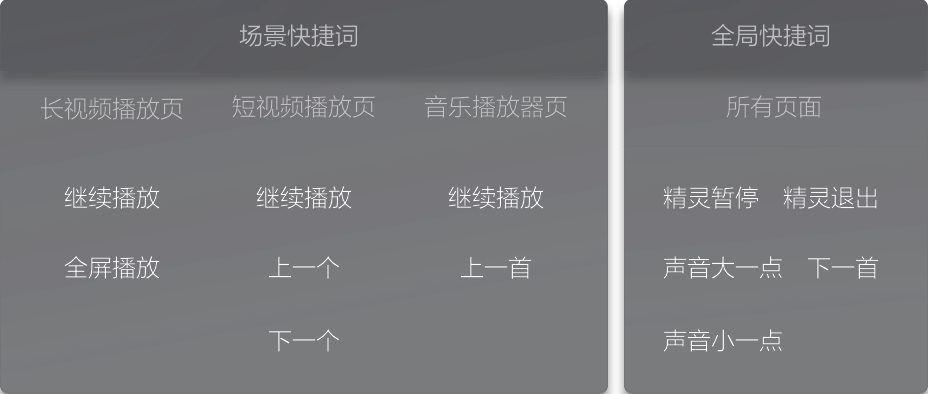 场景快捷词
长视频播放页 短视频播放页 音乐播放器页
继续播放 继续播放 继续播放
全屏播放 上一个 上一首
下一个
全局快捷词
所有页面
精灵暂停 精灵退出
声音大一点 下一首
声音小一点